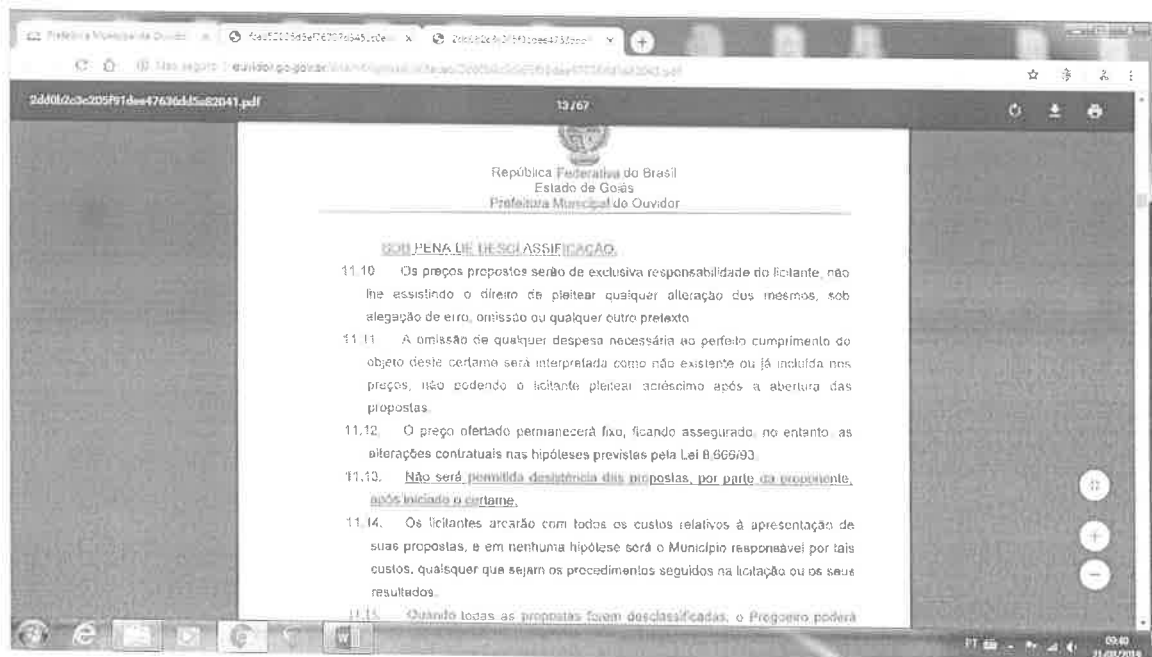 2dd0b2c3c205f91dee47636dd5a82041.pdf
13 / 67
República Federativa do Brasil
Estado de Goiás
Prefeitura Municipal de Ouvidor
SOB PENA DE DESCLASSIFICAÇÃO.
11.10 Os preços propostos serão de exclusiva responsabilidade do licitante, não
lhe assistindo o direito de pleitear qualquer alteração dos mesmos, sob
alegação de erro, omissão ou qualquer outro pretexto
11.11 A omissão de qualquer despesa necessária ao perfeito cumprimento do
objeto deste certame será interpretada como não existente ou já incluída nos
preços, não podendo o licitante pleitear acréscimo após a abertura das
propostas.
11.12. O preço ofertado permanecerá fixo, ficando assegurado, no entanto, as
alterações contratuais nas hipóteses previstas pela Lei 8.666/93.
11.13. Não será permitida desistência das propostas, por parte da proponente,
após iniciado o certame.
11.14. Os licitantes arcarão com todos os custos relativos à apresentação de
suas propostas, e em nenhuma hipótese será o Município responsável por tais
custos, quaisquer que sejam os procedimentos seguidos na licitação ou os seus
resultados.
11.15. Quando todas as propostas forem desclassificadas, o Pregoeiro poderá
PT
09:40